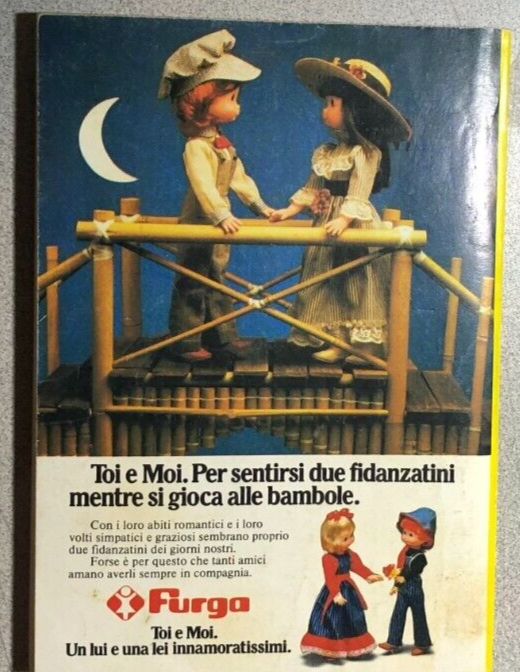 Toi e Moi. Per sentirsi due fidanzatini
mentre si gioca alle bambole.
Con i loro abiti romantici e i loro
volti simpatici e graziosi sembrano proprio
due fidanzatini dei giorni nostri.
Forse è per questo che tanti amici
amano averli sempre in compagnia.
Furga
Toi e Moi.
Un lui e una lei innamoratissimi.